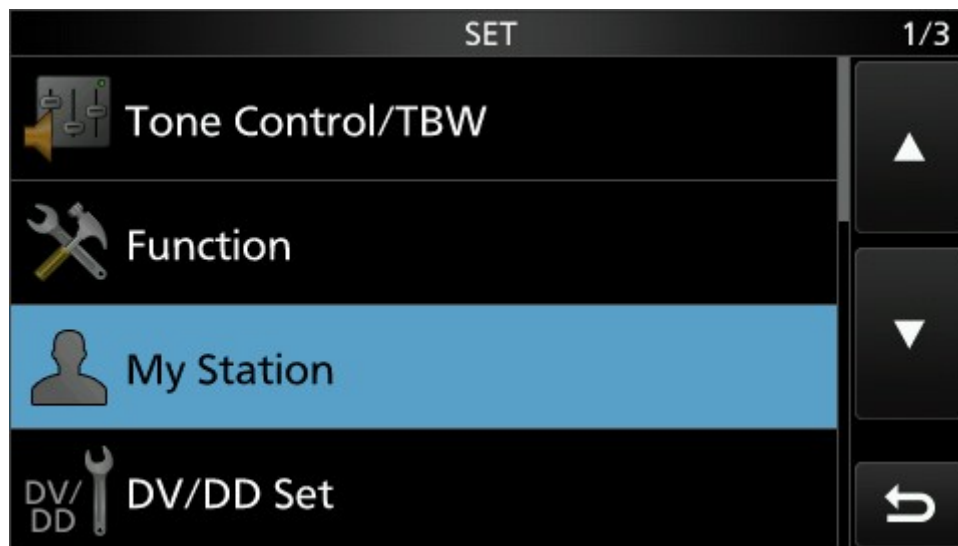 SET 1/3
Tone Control/TBW
Function
My Station
DV/
DD
DV/DD Set